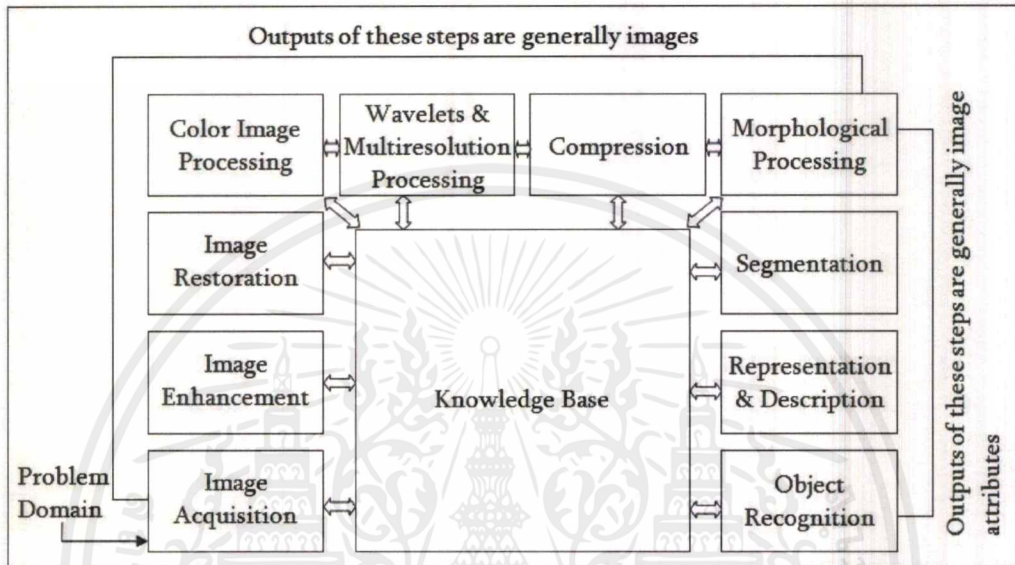 Outputs of these steps are generally images
Color Image
Processing
Wavelets &
Multiresolution
Processing
Compression
Morphological
Processing
Image
Restoration
Segmentation
Image
Enhancement
Knowledge Base
Representation
& Description
Problem
Domain
Image
Acquisition
Object
Recognition
Outputs of these steps are generally image
attributes